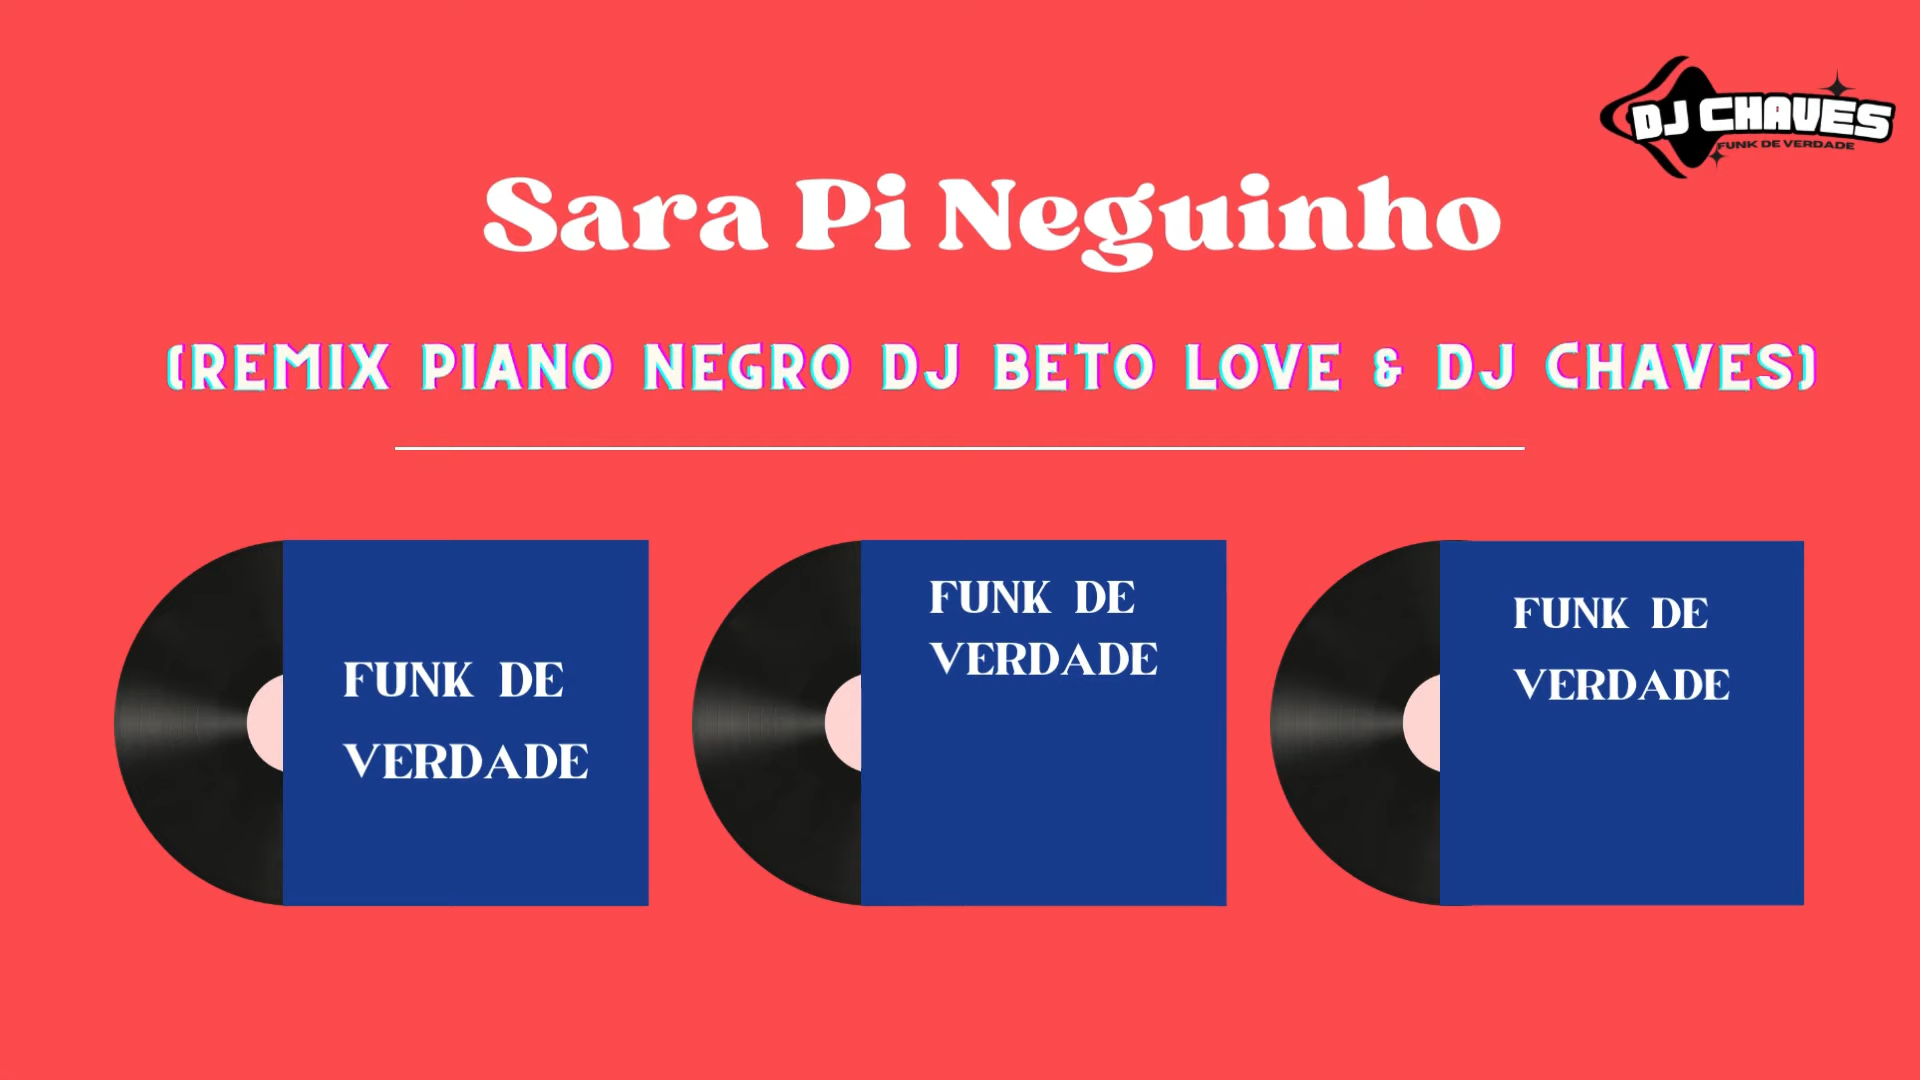 DJ CHAVES
FUNK DE VERDADE
Sara Pi Neguinho
(REMIX PIANO NEGRO DJ BETO LOVE & DJ CHAVES)
FUNK DE
VERDADE
FUNK DE
VERDADE
FUNK DE
VERDADE